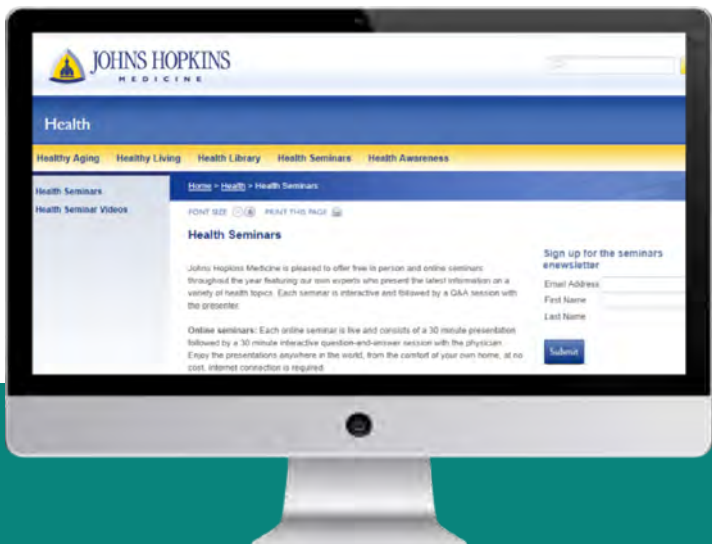 JOHNS HOPKINS
MEDICINE
Health
Healthy Aging Healthy Living Health Library Health Seminars Health Awareness
Health Seminars
Health Seminar Videos
Home > Health > Health Seminars
FONT SIZE PRINT THIS PAGE
Health Seminars
Johns Hopkins Medicine is pleased to offer free in person and online seminars
throughout the year featuring our own experts who present the latest information on a
variety of health topics. Each seminar is interactive and followed by a Q&A session with
the presenter.
Online seminars: Each online seminar is live and consists of a 30 minute presentation
followed by a 30 minute interactive question-and-answer session with the physician.
Enjoy the presentations anywhere in the world, from the comfort of your own home, at no
cost. internet connection is required
Sign up for the seminars
enewsletter
Email Address
First Name
Last Name
Submit